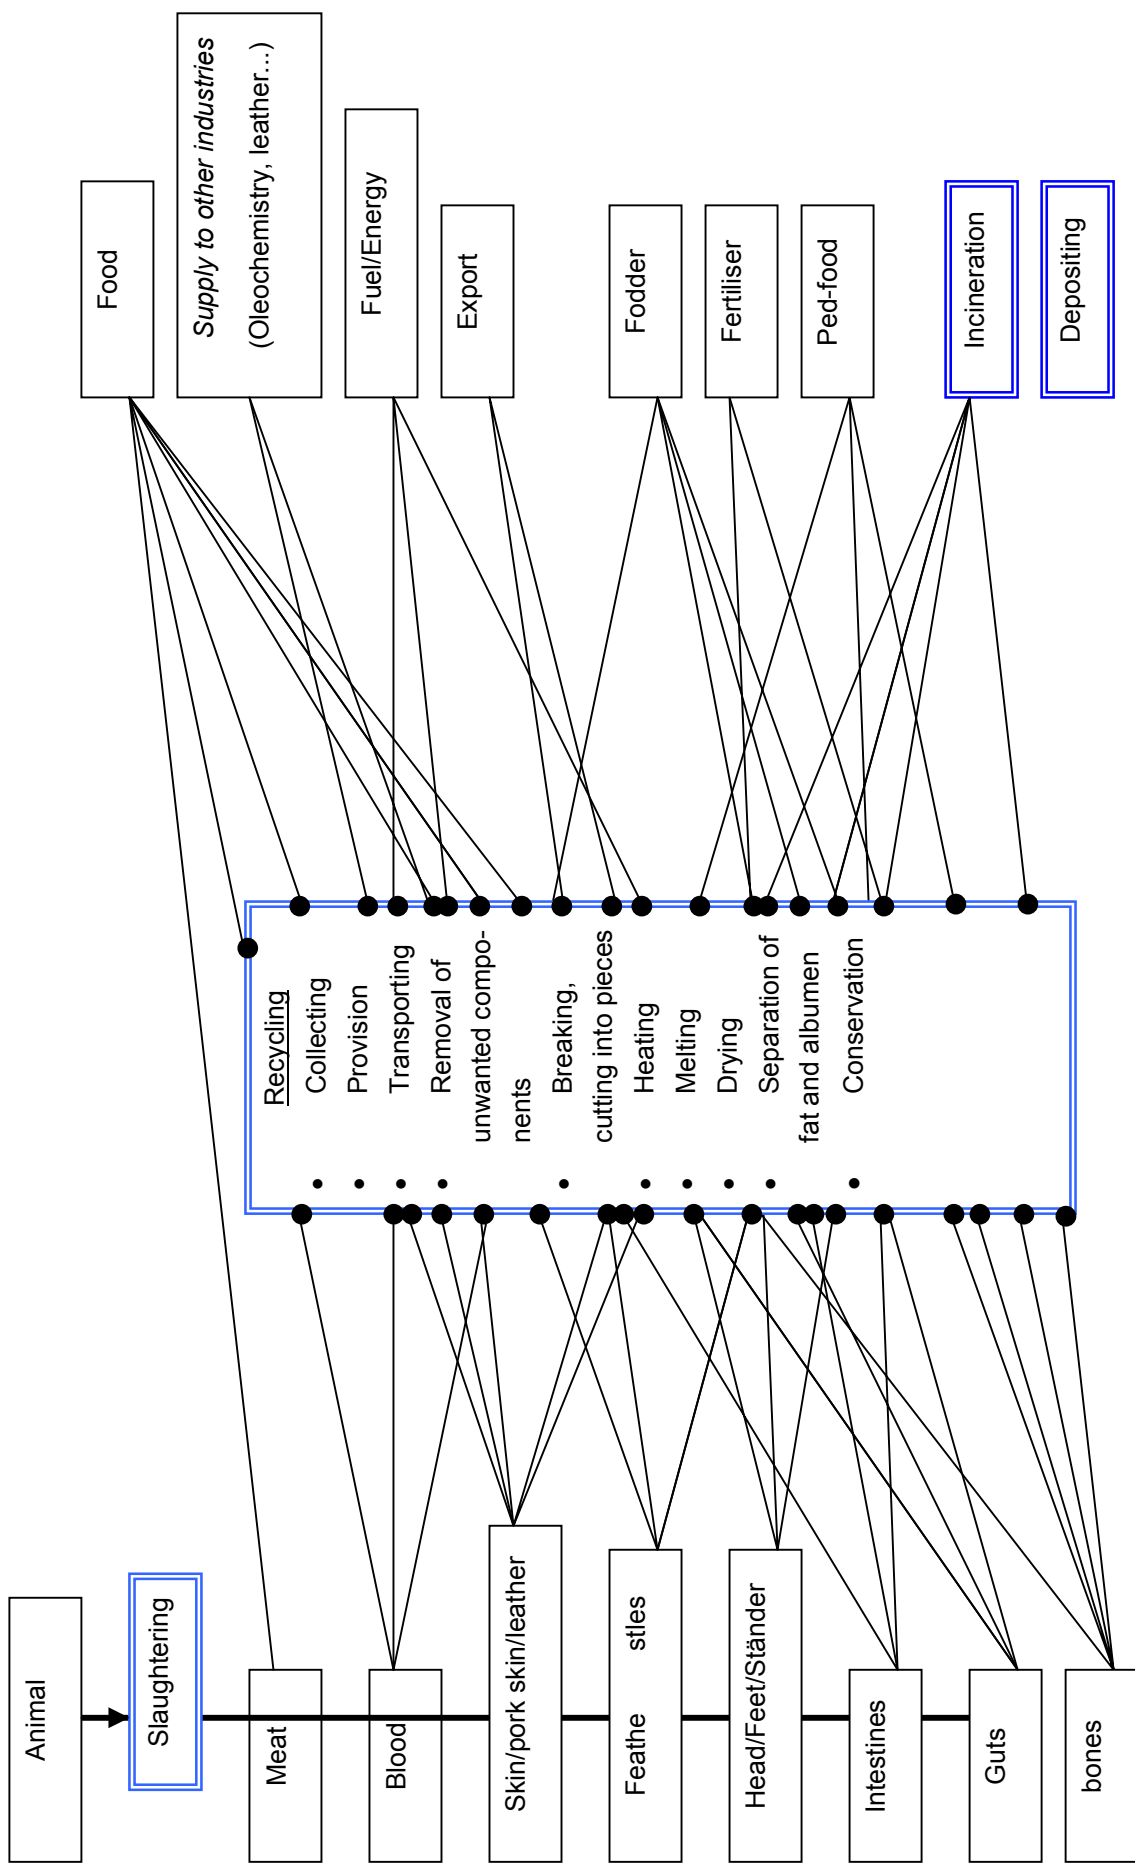 Animal
Slaughtering
Meat
Blood
Skin/pork skin/leather
Feathe stles
Head/Feet/Ständer
Intestines
Guts
bones
Recycling
• Collecting
• Provision
• Transporting
• Removal of
unwanted compo-
nents
• Breaking,
cutting into pieces
• Heating
• Melting
• Drying
• Separation of
fat and albumen
• Conservation
Food
Supply to other industries
(Oleochemistry, leather...)
Fuel/Energy
Export
Fodder
Fertiliser
Ped-food
Incineration
Depositing